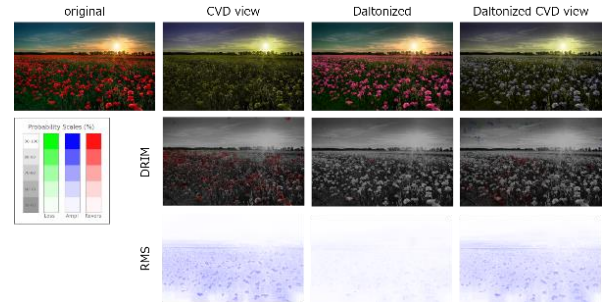 original
CVD view
Daltonized
Daltonized CVD view
Probability Scales (%)
Loss
Ampl
Revers
DRIM
RMS